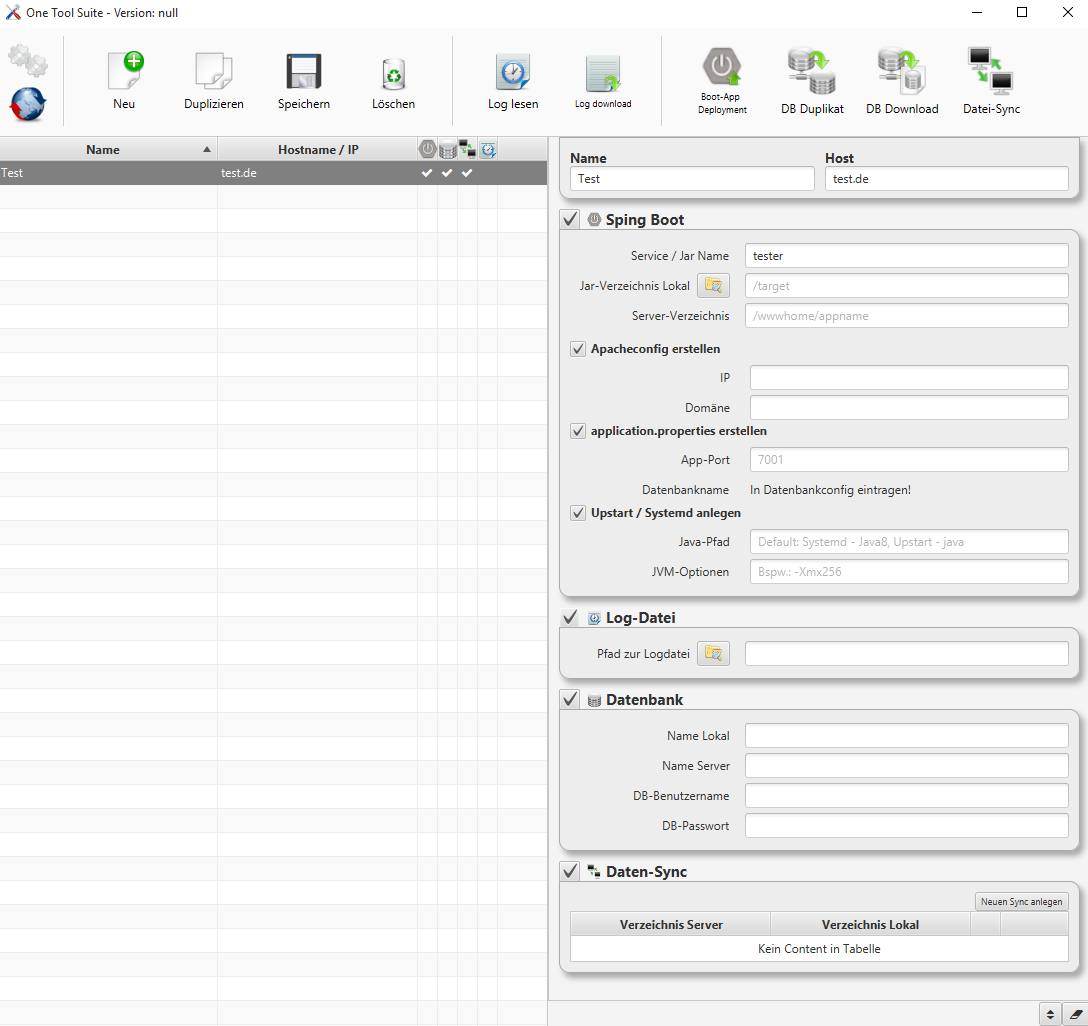 One Tool Suite - Version: null
Neu
Duplizieren
Speichern
Löschen
Log lesen
Log download
Boot-App
Deployment
DB Duplikat
DB Download
Datei-Sync
Name
Hostname / IP
Test
test.de
Name
Host
Test
test.de
Sping Boot
Service / Jar Name
tester
Jar-Verzeichnis Lokal
/target
Server-Verzeichnis
/wwwhome/appname
Apacheconfig erstellen
IP
Domäne
application.properties erstellen
App-Port
7001
Datenbankname
In Datenbankconfig eintragen!
Upstart / Systemd anlegen
Java-Pfad
Default: Systemd - Java8, Upstart - java
JVM-Optionen
Bspw.: -Xmx256
Log-Datei
Pfad zur Logdatei
Datenbank
Name Lokal
Name Server
DB-Benutzername
DB-Passwort
Daten-Sync
Neuen Sync anlegen
Verzeichnis Server
Verzeichnis Lokal
Kein Content in Tabelle